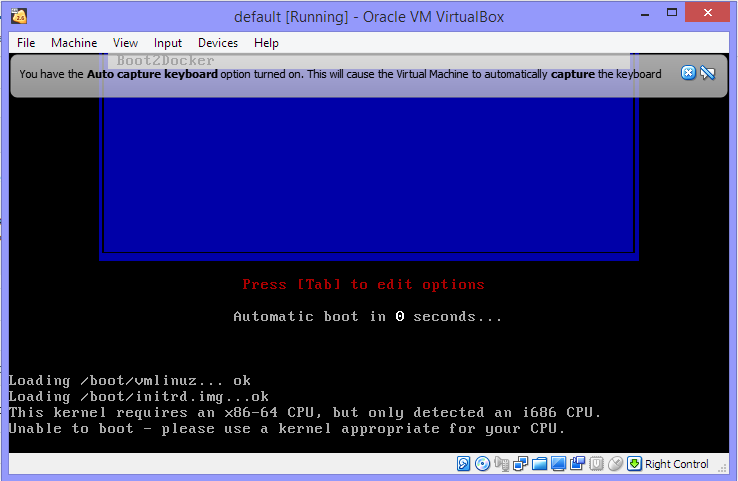 2.6
default [Running] - Oracle VM VirtualBox
File Machine View Input Devices Help
Boot2Docker
You have the Auto capture keyboard option turned on. This will cause the Virtual Machine to automatically capture the keyboard
Press [Tab] to edit options
Automatic boot in 0 seconds...
Loading /boot/vmlinuz... ok
Loading /boot/initrd.img...ok
This kernel requires an x86-64 CPU, but only detected an i686 CPU.
Unable to boot - please use a kernel appropriate for your CPU.
Right Control